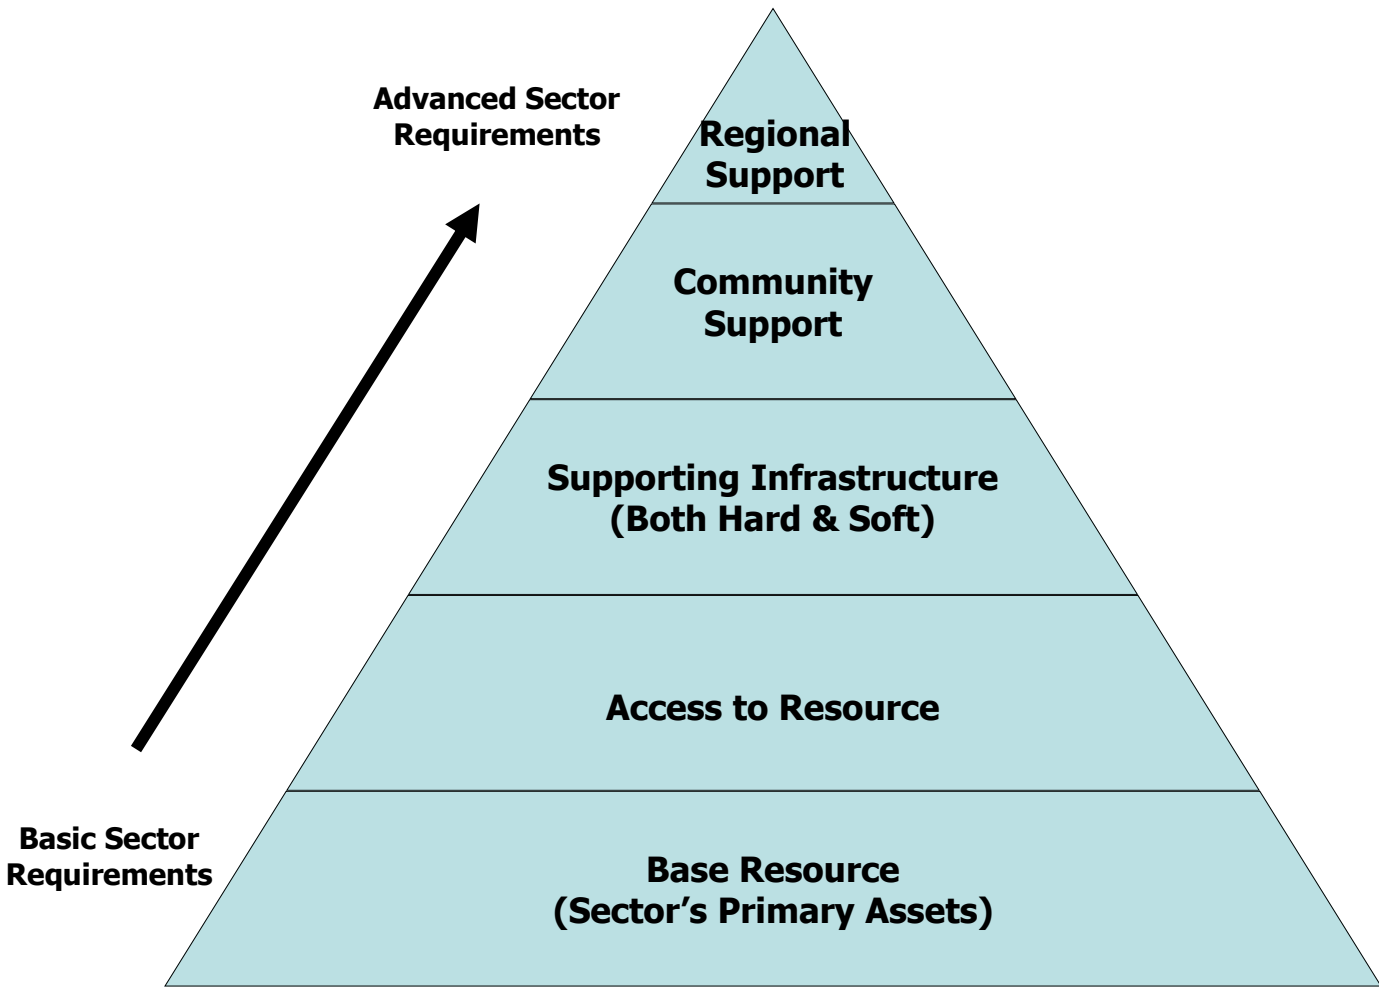 Advanced Sector
Requirements
Regional
Support
Community
Support
Supporting Infrastructure
(Both Hard & Soft)
Access to Resource
Basic Sector
Requirements
Base Resource
(Sector’s Primary Assets)